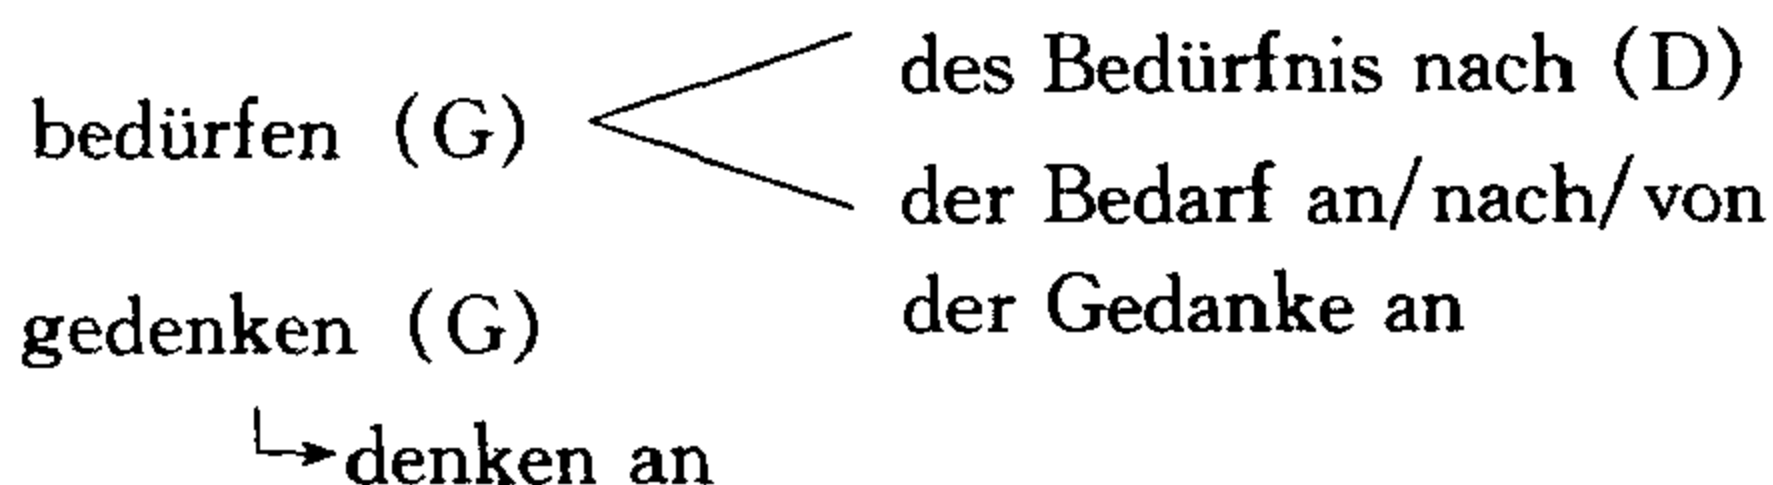 des Bedürfnis nach (D)
bedürfen (G)
der Bedarf an/nach/von
der Gedanke an
gedenken (G)
denken an